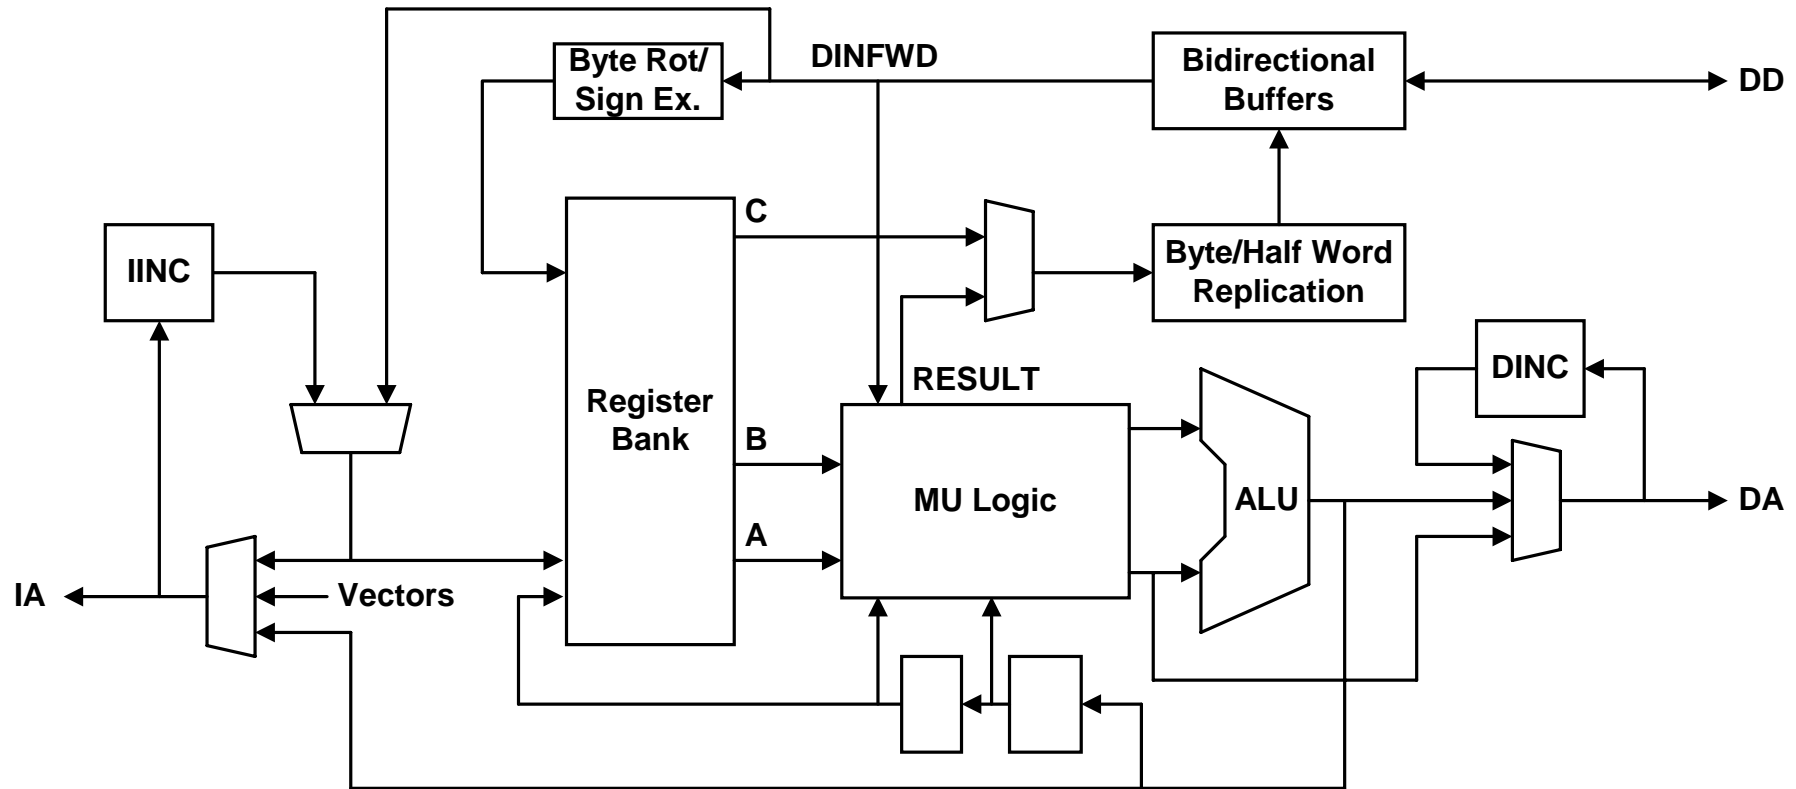 Byte Rot/
Sign Ex.
DINFWD
Bidirectional
Buffers
DD
C
IINC
Byte/Half Word
Replication
RESULT
DINC
Register
Bank
B
MU Logic
ALU
DA
A
IA
Vectors